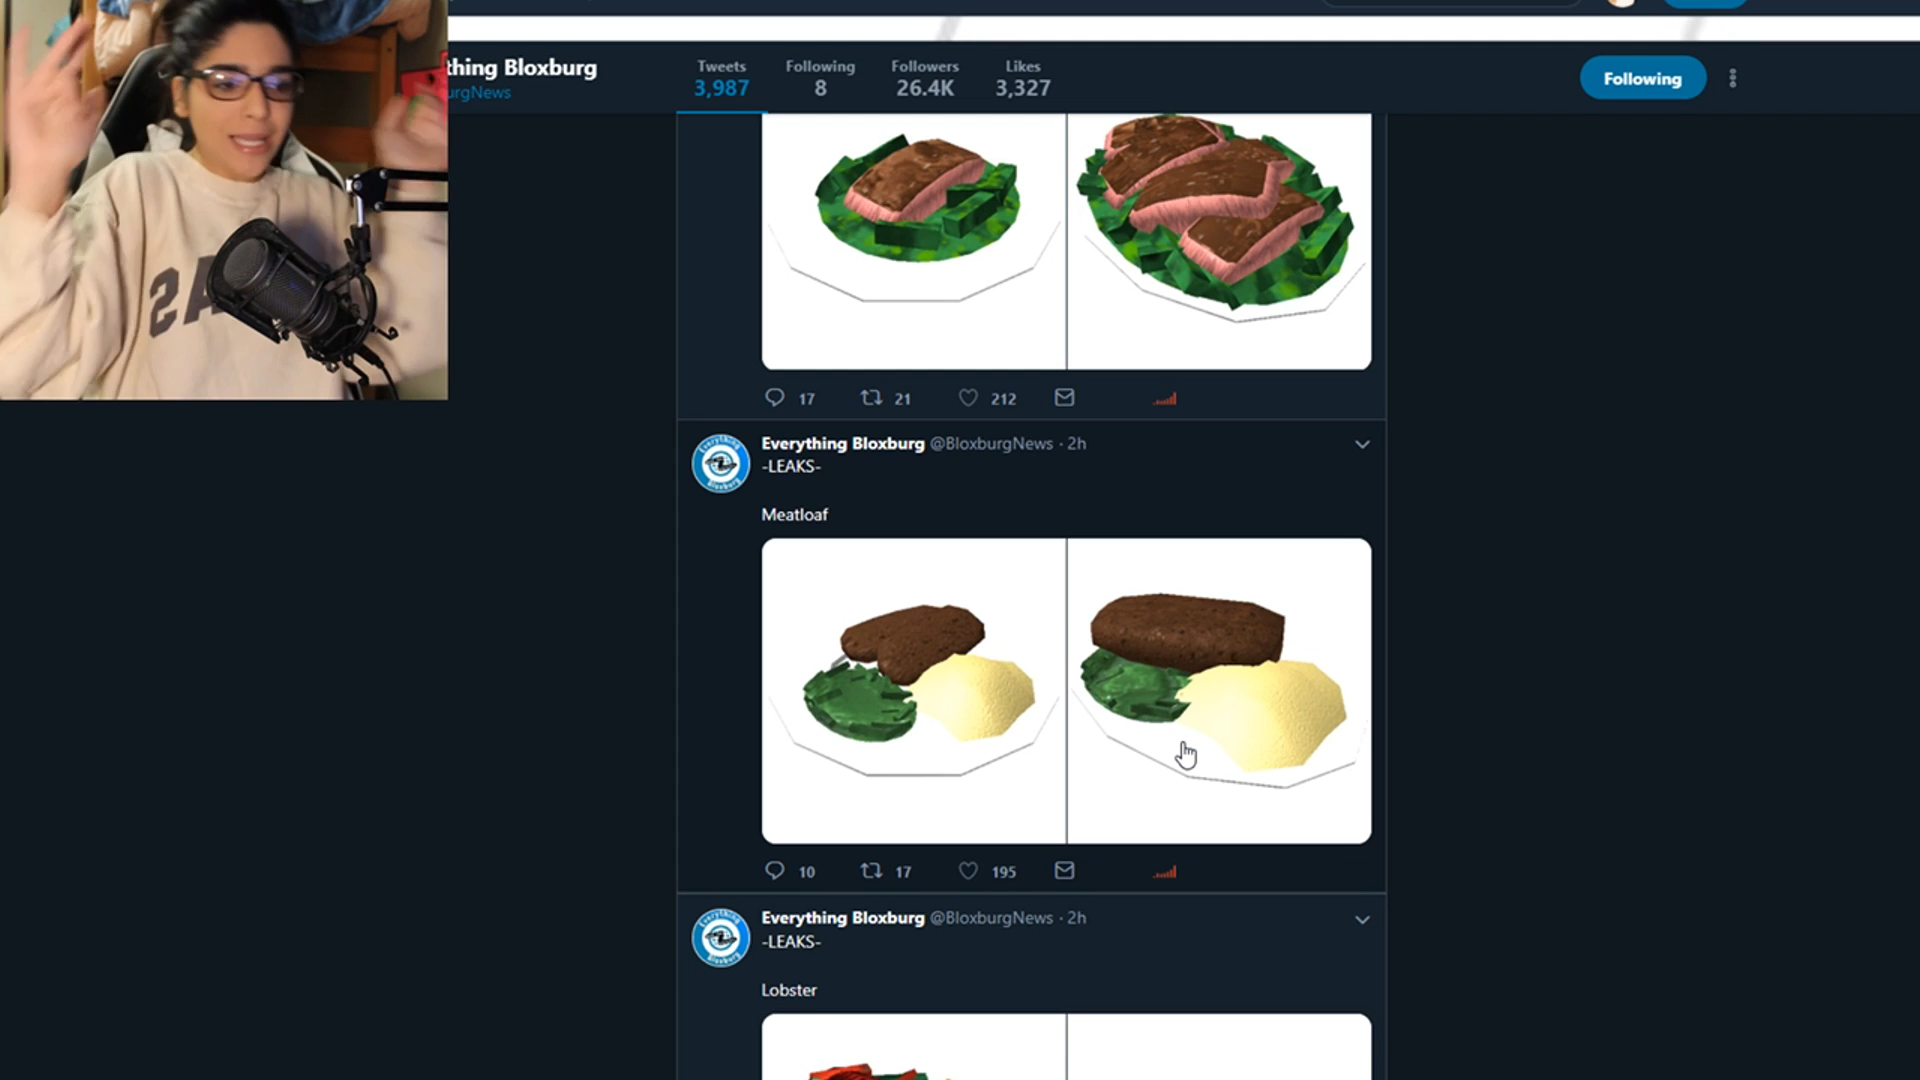 thing Bloxburg
urgNews
Tweets
3,987
Following
8
Followers
26.4K
Likes
3,327
Following
17
21
212
Everything Bloxburg @BloxburgNews · 2h
-LEAKS-
Meatloaf
10
17
195
Everything Bloxburg @BloxburgNews · 2h
-LEAKS-
Lobster